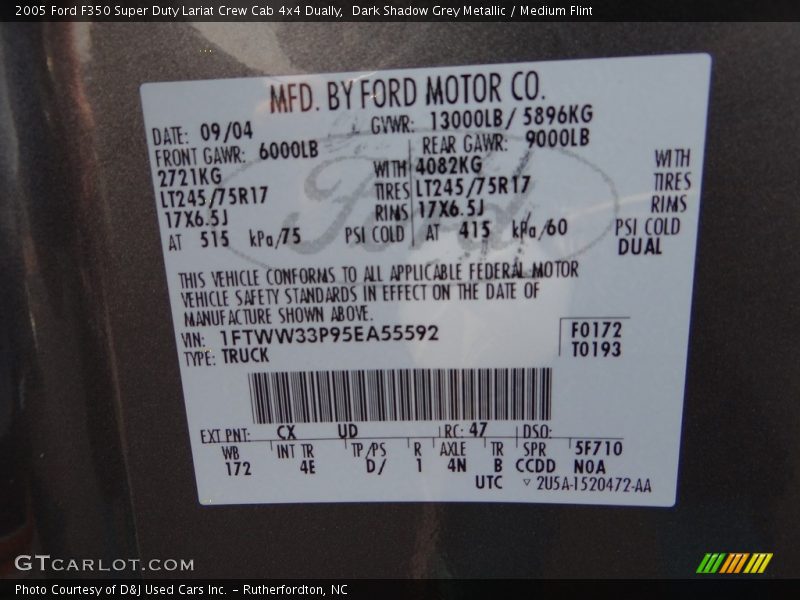 2005 Ford F350 Super Duty Lariat Crew Cab 4x4 Dually,  Dark Shadow Grey Metallic / Medium Flint
MFD. BY FORD MOTOR CO.
DATE: 09/04 GVWR: 13000LB/ 5896KG
FRONT GAWR: 6000LB REAR GAWR: 9000LB
2721KG WITH 4082KG WITH
LT245/75R17 TIRES LT245/75R17 TIRES
17X6.5J RIMS 17X6.5J RIMS
AT 515 kPa/75 PSI COLD AT 415 kPa/60 PSI COLD
DUAL
Ford
THIS VEHICLE CONFORMS TO ALL APPLICABLE FEDERAL MOTOR
VEHICLE SAFETY STANDARDS IN EFFECT ON THE DATE OF
MANUFACTURE SHOWN ABOVE.
VIN: 1FTWW33P95EA55592 F0172
TYPE: TRUCK T0193
EXT PNT: CX UD RC: 47 DSO:
WB INT TR TP/PS R AXLE TR SPR 5F710
172 4E D/ 1 4N B CCDD N0A
UTC ▽ 2U5A-1520472-AA
GTCARLOT.COM
Photo Courtesy of D&J Used Cars Inc. - Rutherfordton, NC